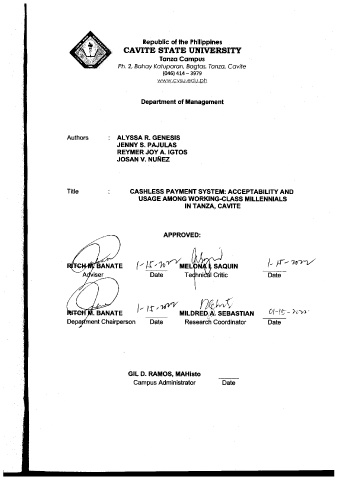 Republic of the Philippines
CAVITE STATE UNIVERSITY
Tanza Campus
Ph. 2, Bahay Katuparan, Bagtas, Tanza, Cavite
(046) 414 – 3979
www.cvsu.edu.ph
Department of Management
Authors : ALYSSA R. GENESIS
JENNY S. PAJULAS
REYMER JOY A. IGTOS
JOSAN V. NUÑEZ
Title : CASHLESS PAYMENT SYSTEM: ACCEPTABILITY AND
USAGE AMONG WORKING-CLASS MILLENNIALS
IN TANZA, CAVITE
APPROVED:
RITCH M. BANATE 1-15-2022 MELONA I. SAQUIN 1-15-2022
Adviser Date Technical Critic Date
RITCH M. BANATE 1-15-2022 MILDRED A. SEBASTIAN 01-15-2022
Department Chairperson Date Research Coordinator Date
GIL D. RAMOS, MAHisto
Campus Administrator Date